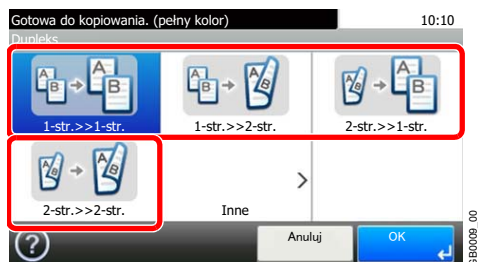 Gotowa do kopiowania. (pełny kolor) 10:10
Dupleks
A B A B A B A B A B A B
1-str.>>1-str. 1-str.>>2-str. 2-str.>>1-str.
A B A B
2-str.>>2-str. Inne
? Anuluj OK